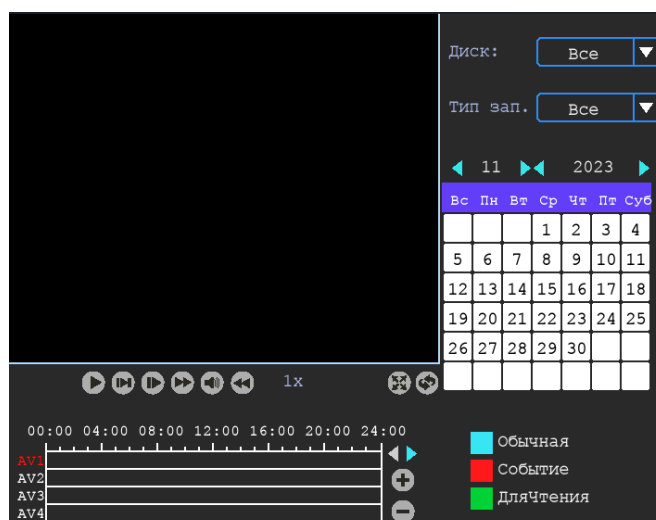 Диск: Все
Тип зап. Все
11 2023
Вс Пн Вт Ср Чт Пт Суб
1 2 3 4
5 6 7 8 9 10 11
12 13 14 15 16 17 18
19 20 21 22 23 24 25
26 27 28 29 30
1x
00:00 04:00 08:00 12:00 16:00 20:00 24:00
AV1
AV2
AV3
AV4
Обычная
Событие
ДляЧтения